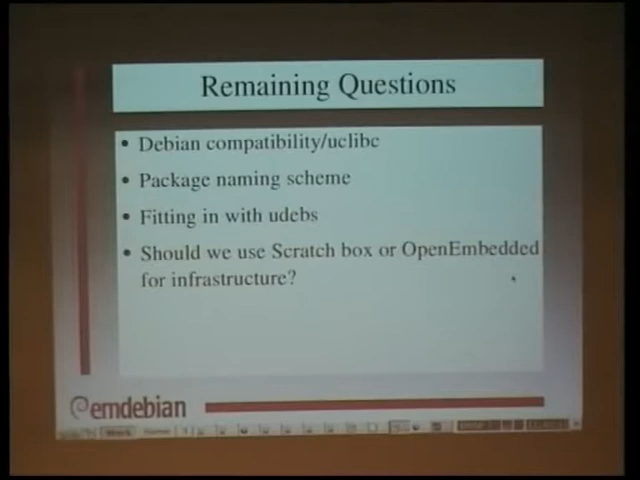 Remaining Questions
• Debian compatibility/uclibc
• Package naming scheme
• Fitting in with udebs
• Should we use Scratch box or OpenEmbedded
for infrastructure?
emdebian